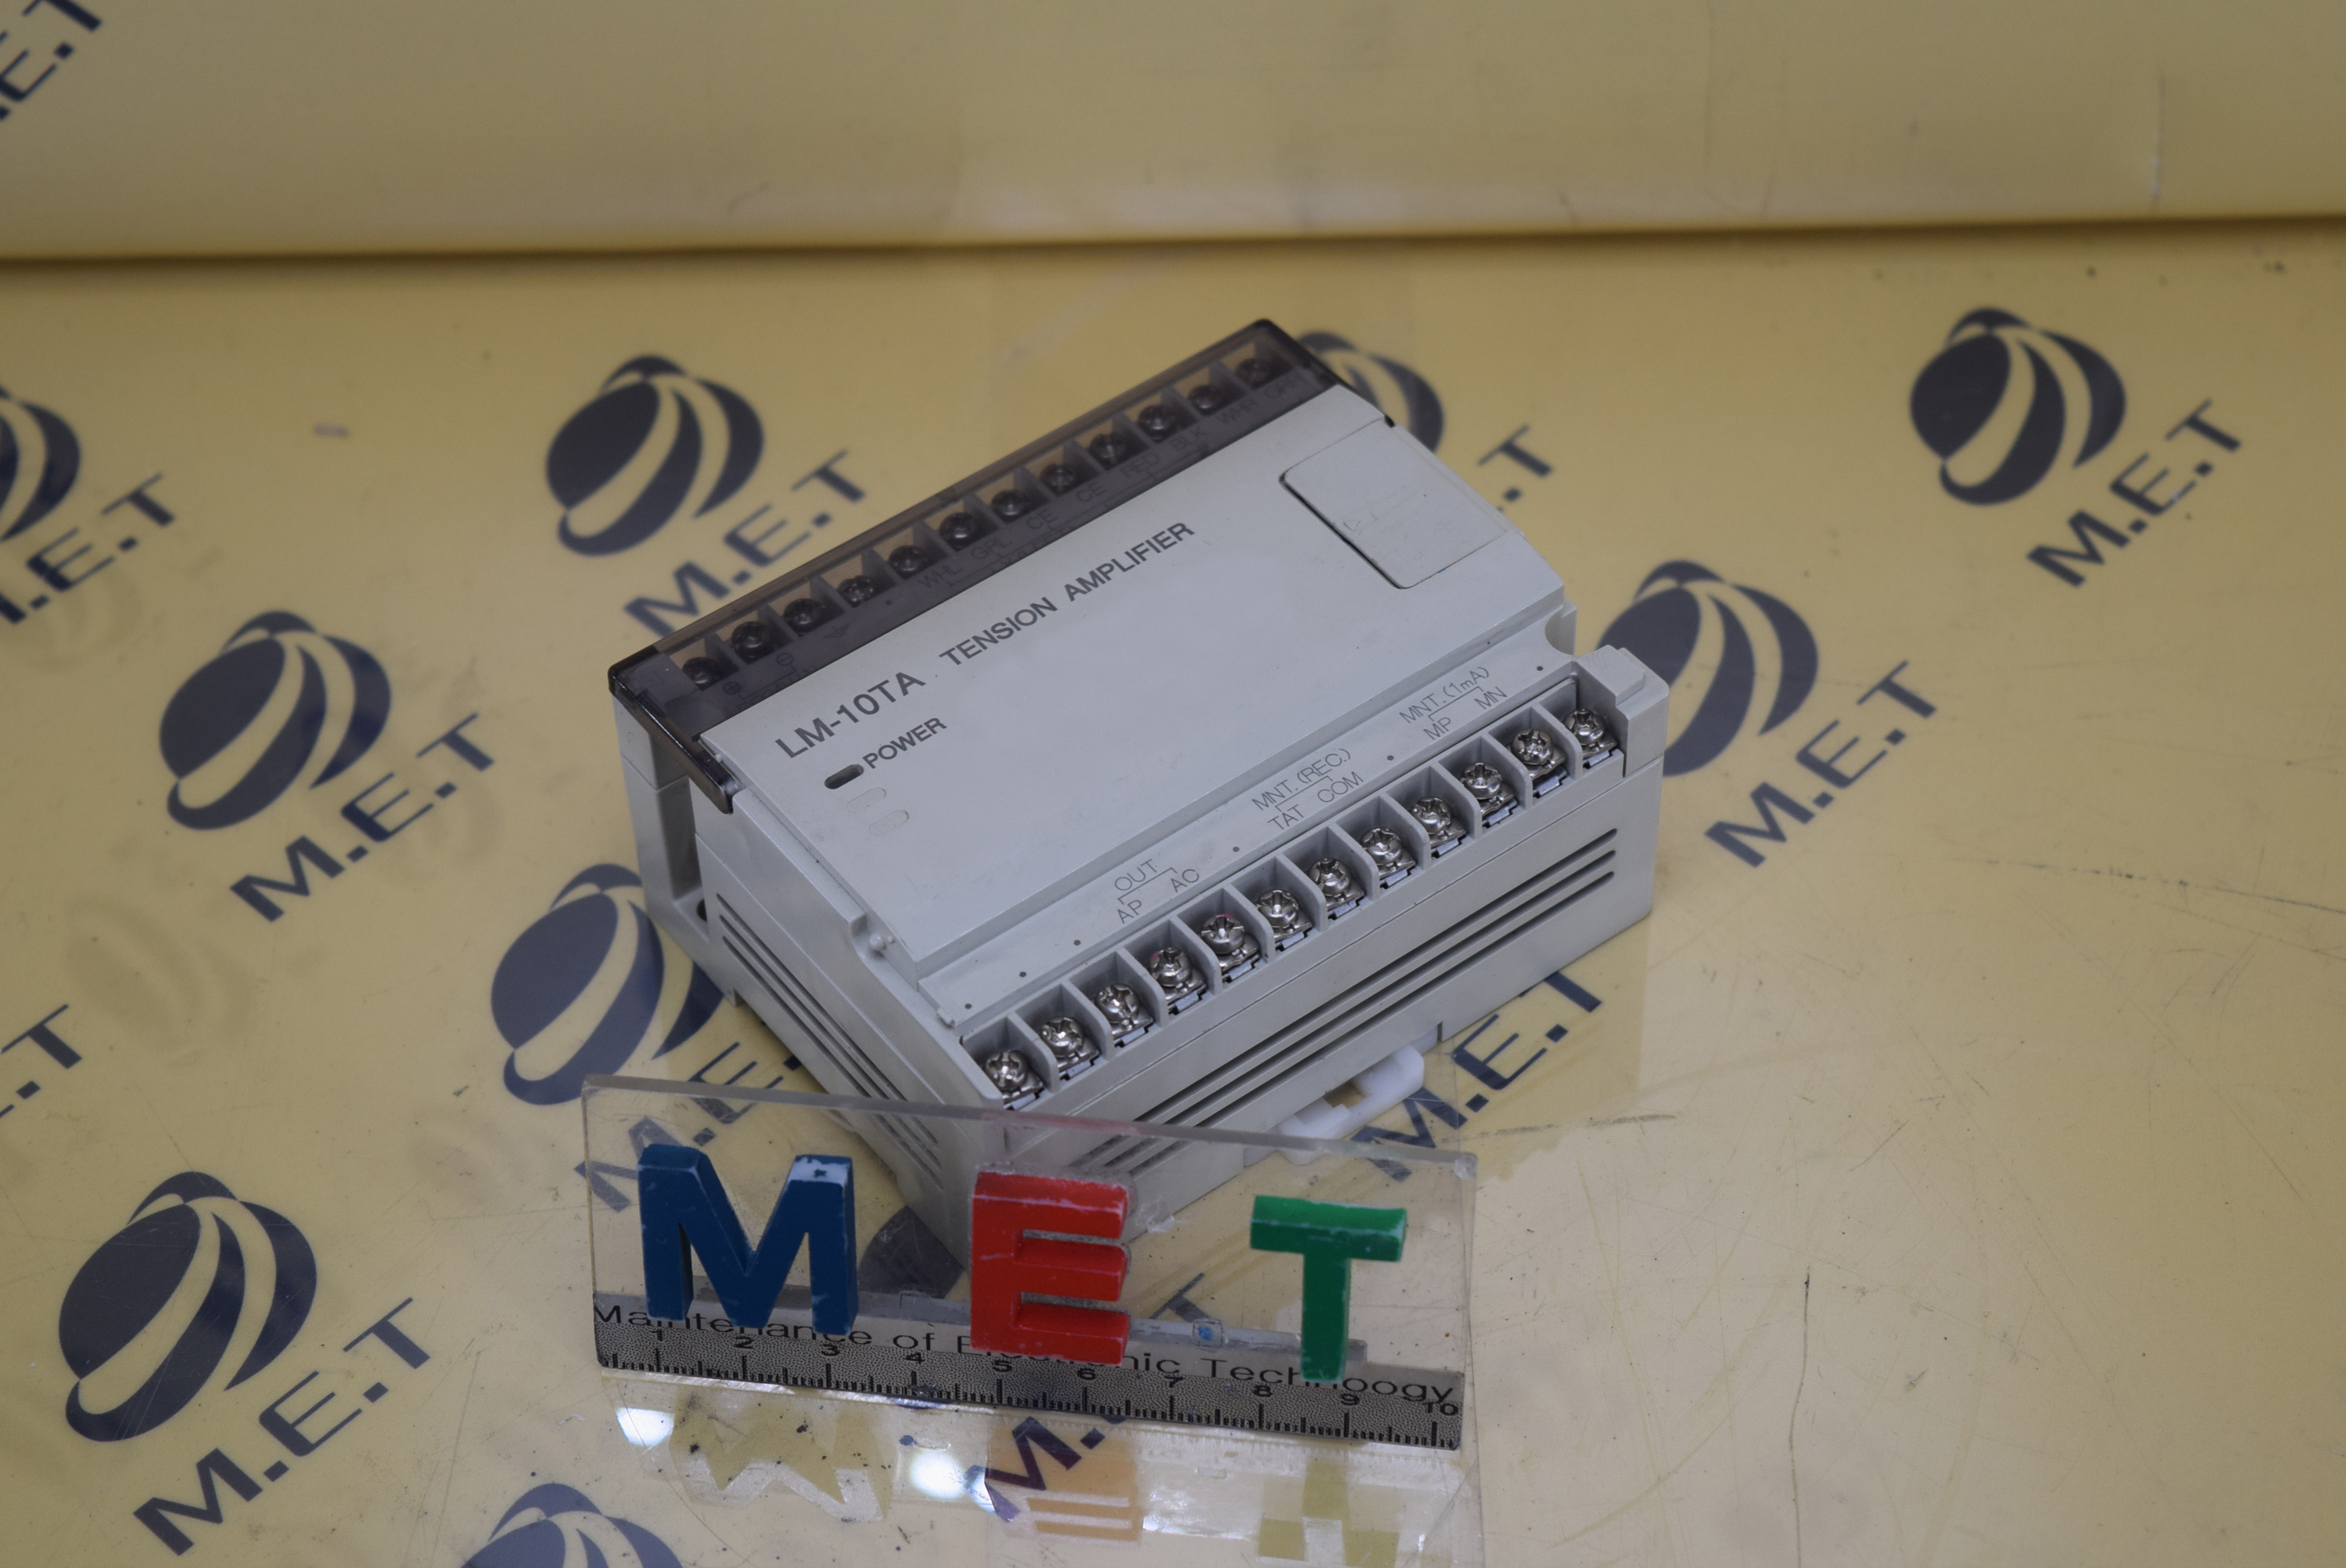 M.E.T
M.E.T
M.E.T
M.E.T
M.E.T
WHR
BLK
RED
CE
CE
GRL
WHL
LM-10TA TENSION AMPLIFIER
POWER
MNT.(1mA)
MP MN
MNT.(REC.)
TAT COM
OUT
AP AC
M.E.T
M.E.T
M.E.T
M.E.T
M.E.T
M E T
Maintenance of Electronic Technoogy
1 2 3 4 5 6 7 8 9 10